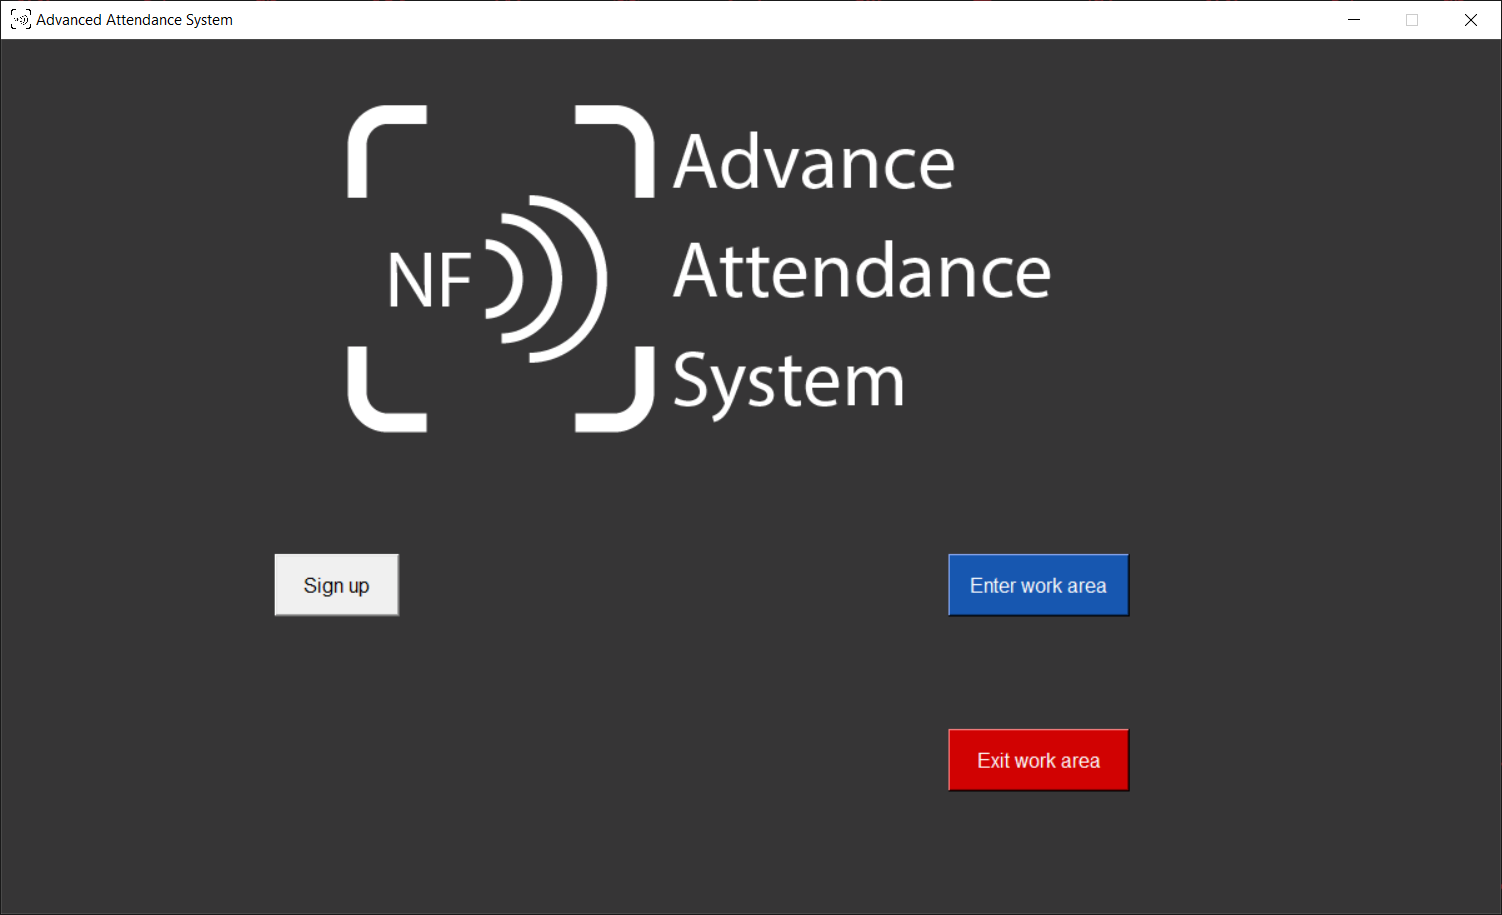 Advanced Attendance System
Advance
NF
Attendance
System
Sign up
Enter work area
Exit work area